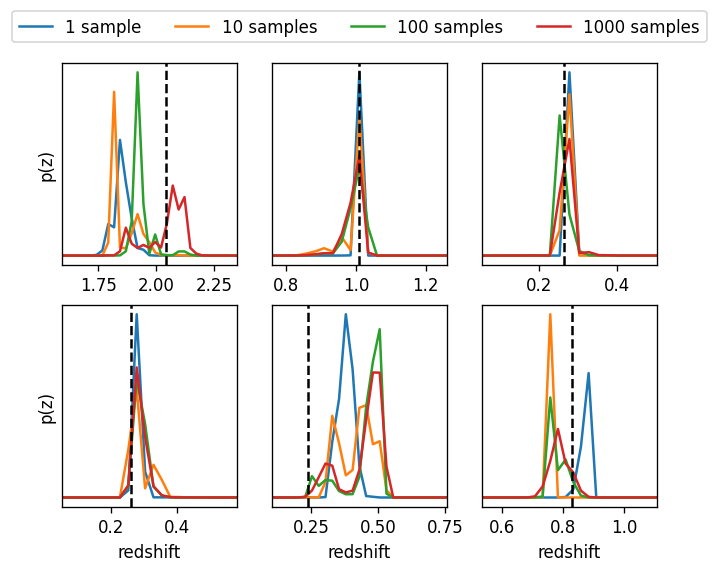 1 sample 10 samples 100 samples 1000 samples
p(z)
1.75 2.00 2.25
0.8 1.0 1.2
0.2 0.4
p(z)
0.2 0.4
0.25 0.50 0.75
0.6 0.8 1.0
redshift redshift redshift